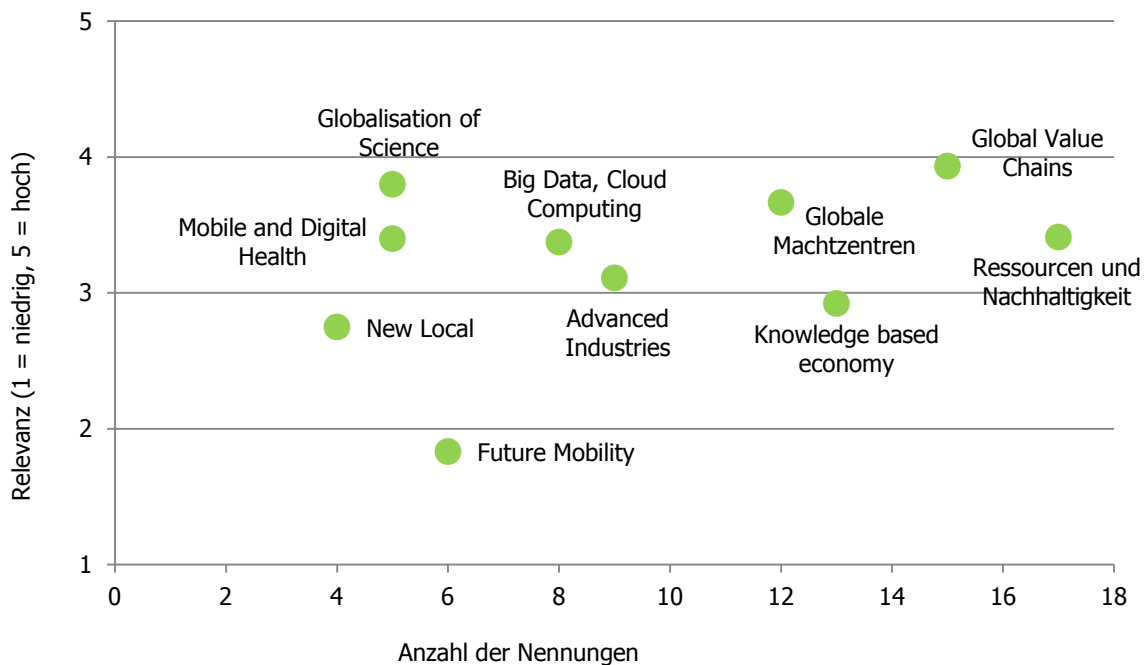 5
Globalisation of
Science
Global Value
Chains
4
Big Data, Cloud
Computing
Mobile and Digital
Health
Globale
Machtzentren
Ressourcen und
Nachhaltigkeit
3
New Local
Advanced
Industries
Knowledge based
economy
2
Future Mobility
1
0 2 4 6 8 10 12 14 16 18
Anzahl der Nennungen
Relevanz (1 = niedrig, 5 = hoch)